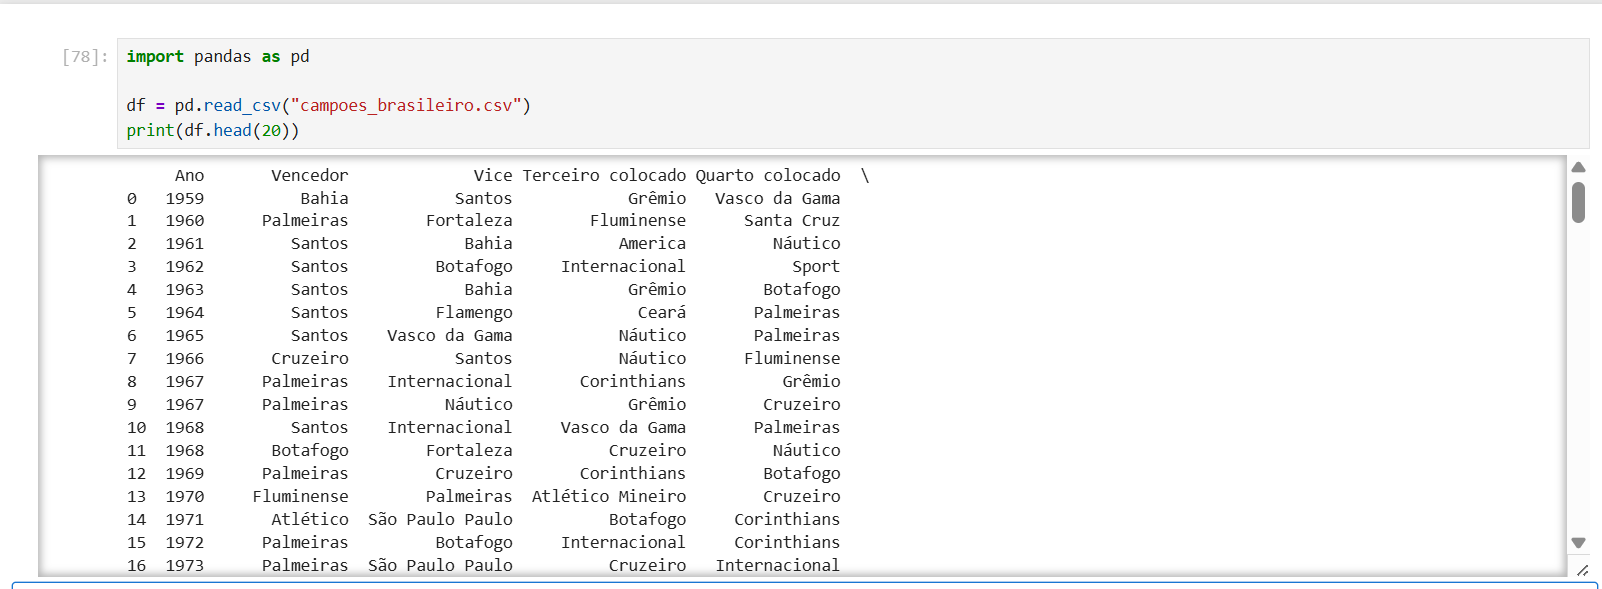 [78]: import pandas as pd
df = pd.read_csv("campoes_brasileiro.csv")
print(df.head(20))
Ano Vencedor Vice Terceiro colocado Quarto colocado \
0 1959 Bahia Santos Grêmio Vasco da Gama
1 1960 Palmeiras Fortaleza Fluminense Santa Cruz
2 1961 Santos Bahia America Náutico
3 1962 Santos Botafogo Internacional Sport
4 1963 Santos Bahia Grêmio Botafogo
5 1964 Santos Flamengo Ceará Palmeiras
6 1965 Santos Vasco da Gama Náutico Palmeiras
7 1966 Cruzeiro Santos Náutico Fluminense
8 1967 Palmeiras Internacional Corinthians Grêmio
9 1967 Palmeiras Náutico Grêmio Cruzeiro
10 1968 Santos Internacional Vasco da Gama Palmeiras
11 1968 Botafogo Fortaleza Cruzeiro Náutico
12 1969 Palmeiras Cruzeiro Corinthians Botafogo
13 1970 Fluminense Palmeiras Atlético Mineiro Cruzeiro
14 1971 Atlético São Paulo Paulo Botafogo Corinthians
15 1972 Palmeiras Botafogo Internacional Corinthians
16 1973 Palmeiras São Paulo Paulo Cruzeiro Internacional